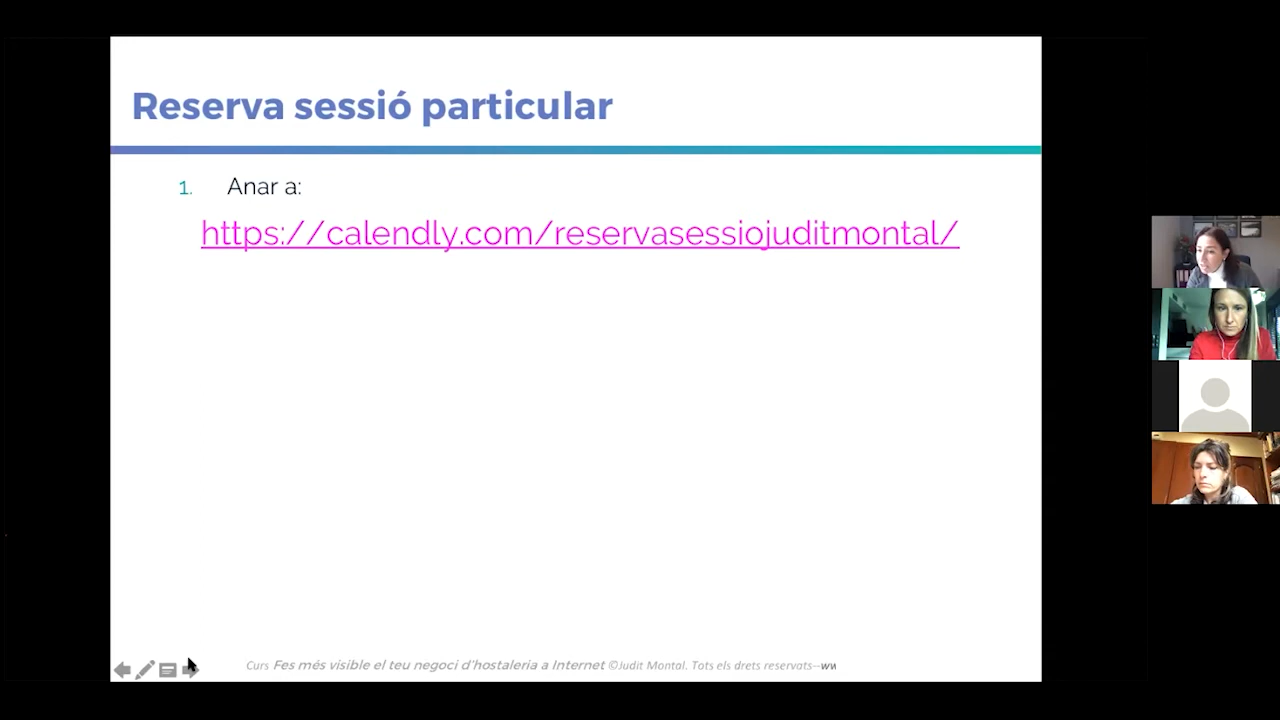 Reserva sessió particular
1. Anar a:
https://calendly.com/reservasessiojuditmontal/
Curs Fes més visible el teu negoci d'hostaleria a Internet ©Judit Montal. Tots els drets reservats--ww